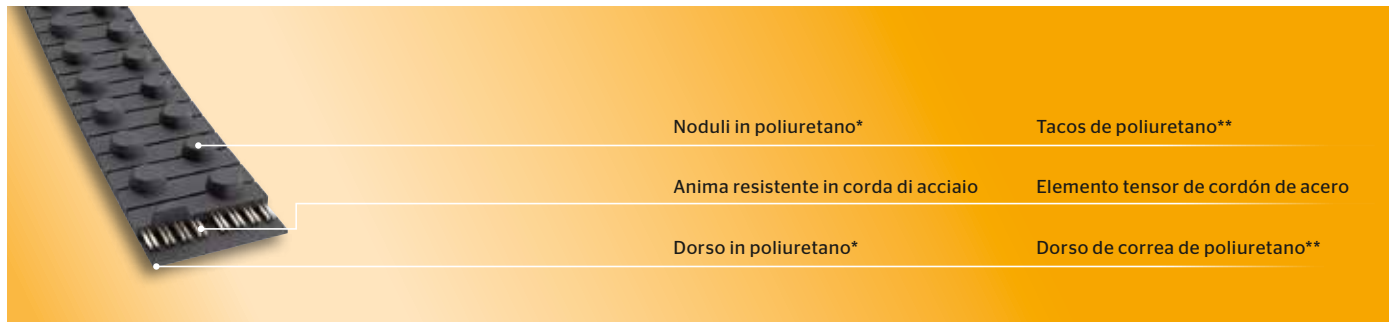 Noduli in poliuretano* Tacos de poliuretano**
Anima resistente in corda di acciaio Elemento tensor de cordón de acero
Dorso in poliuretano* Dorso de correa de poliuretano**